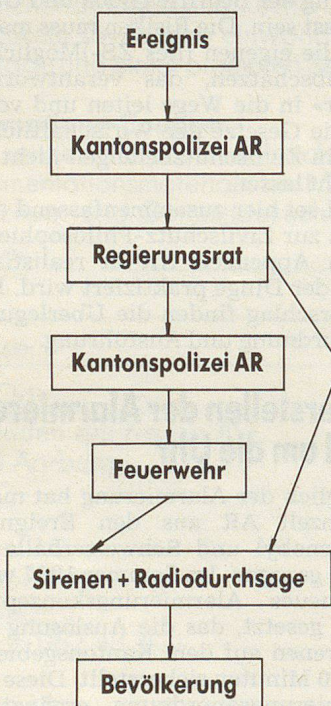 Ereignis
Kantonspolizei AR
Regierungsrat
Kantonspolizei AR
Feuerwehr
Sirenen + Radiodurchsage
Bevölkerung